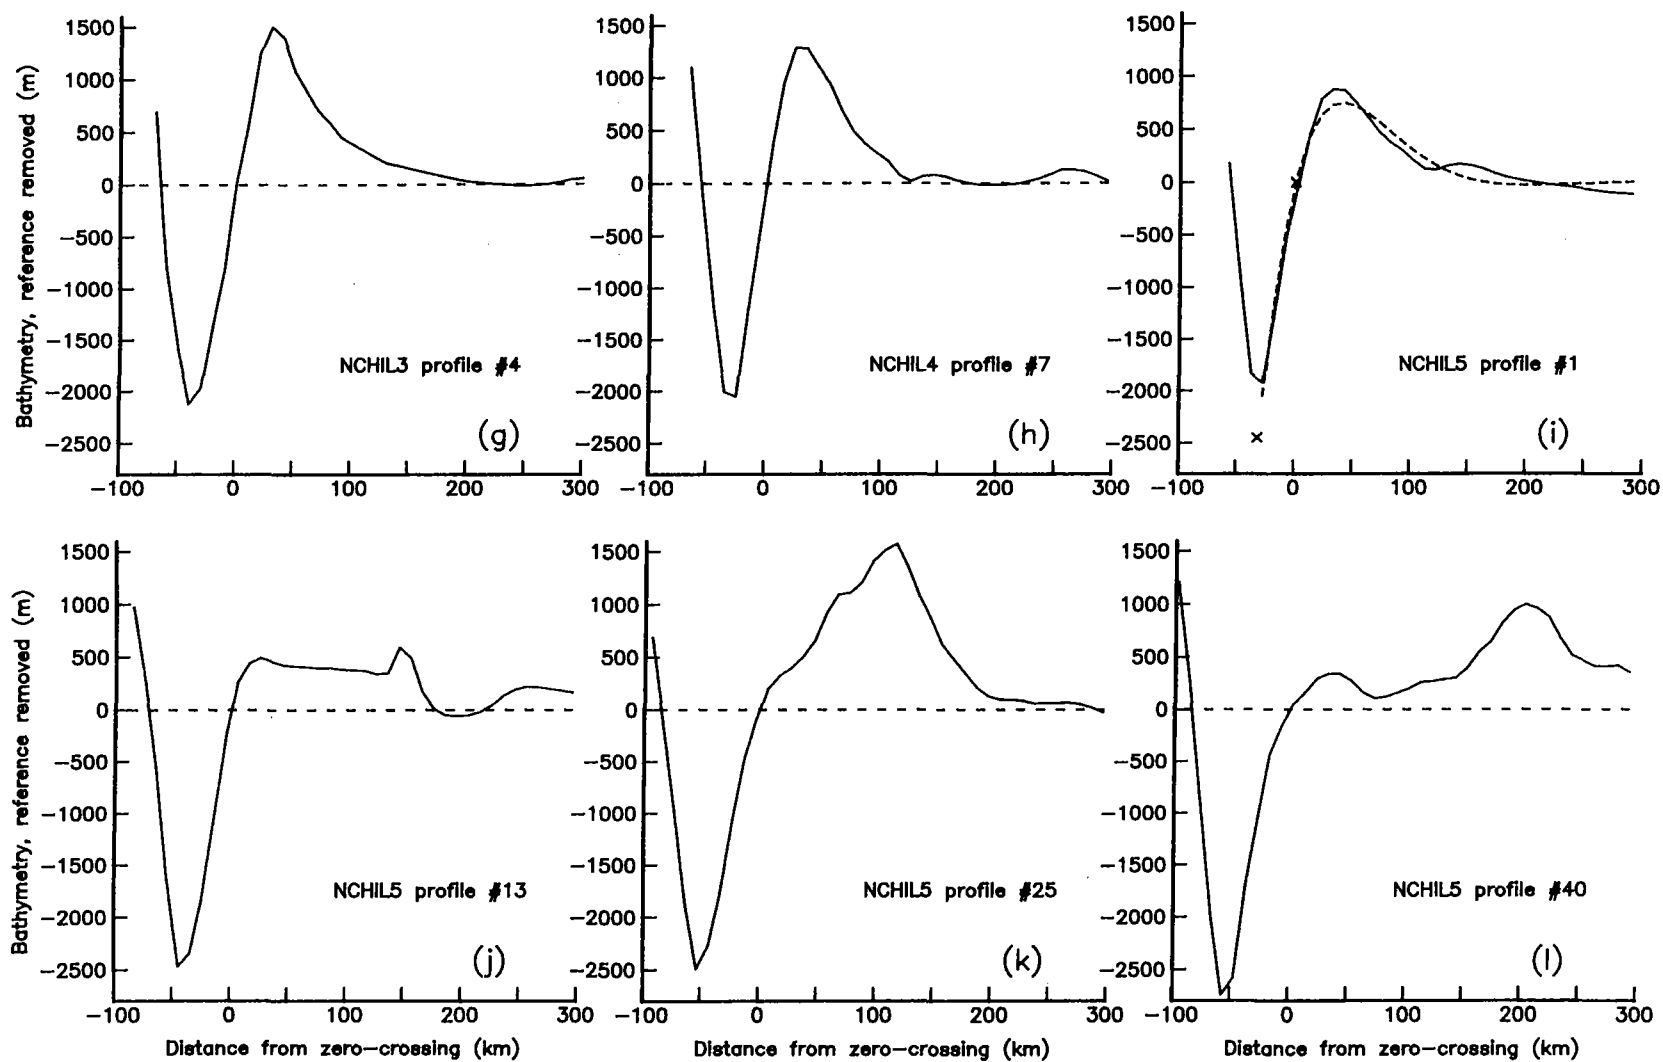 Bathymetry, reference removed (m)
1500
1000
500
0
−500
−1000
−1500
−2000
−2500
NCHIL3 profile #4
(g)
−100 0 100 200 300
1500
1000
500
0
−500
−1000
−1500
−2000
−2500
NCHIL4 profile #7
(h)
−100 0 100 200 300
1500
1000
500
0
−500
−1000
−1500
−2000
−2500
NCHIL5 profile #1
(i)
−100 0 100 200 300
Bathymetry, reference removed (m)
1500
1000
500
0
−500
−1000
−1500
−2000
−2500
NCHIL5 profile #13
(j)
−100 0 100 200 300
Distance from zero−crossing (km)
1500
1000
500
0
−500
−1000
−1500
−2000
−2500
NCHIL5 profile #25
(k)
−100 0 100 200 300
Distance from zero−crossing (km)
1500
1000
500
0
−500
−1000
−1500
−2000
−2500
NCHIL5 profile #40
(l)
−100 0 100 200 300
Distance from zero−crossing (km)